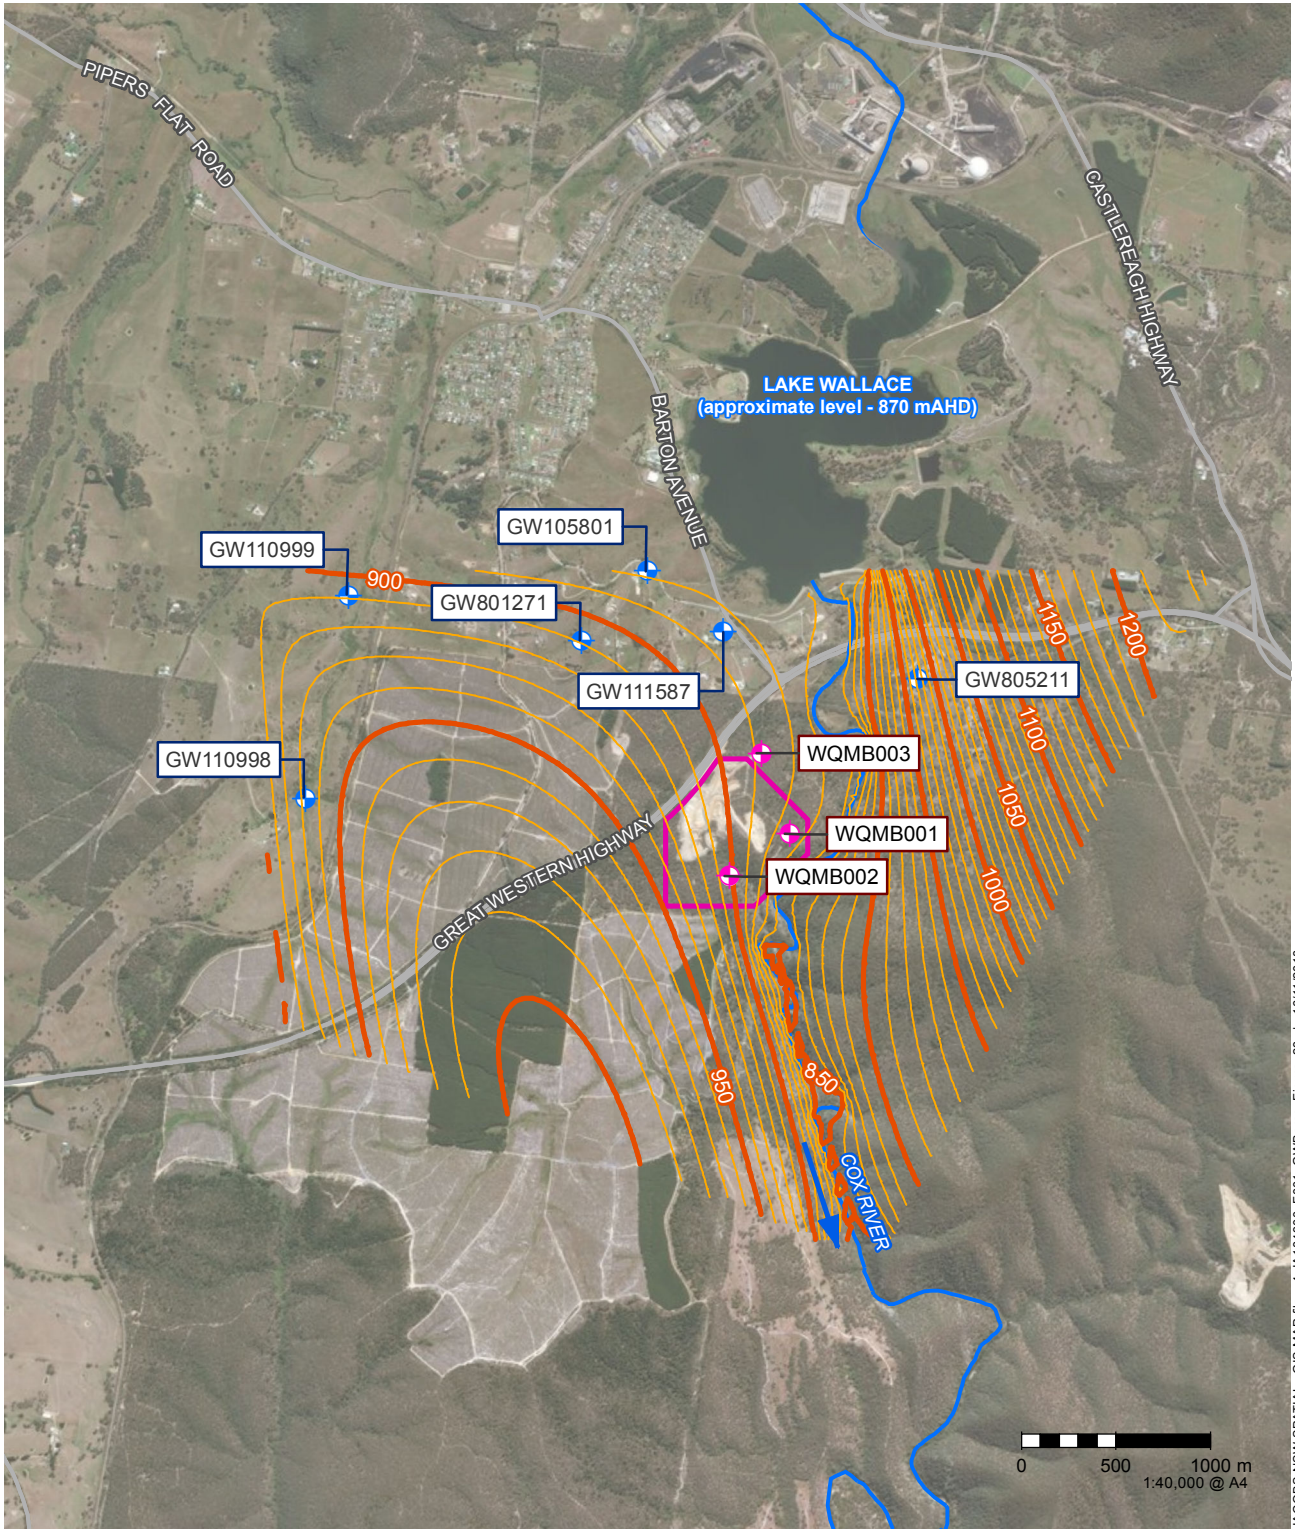 PIPERS FLAT ROAD
CASTLEREAGH HIGHWAY
LAKE WALLACE
(approximate level - 870 mAHD)
BARTON AVENUE
GW105801
GW110999
900
GW801271
1150
1200
GW111587
GW805211
1100
GW110998
WQMB003
1050
WQMB001
GREAT WESTERN HIGHWAY
WQMB002
1000
950
850
COX RIVER
0 500 1000 m
1:40,000 @ A4